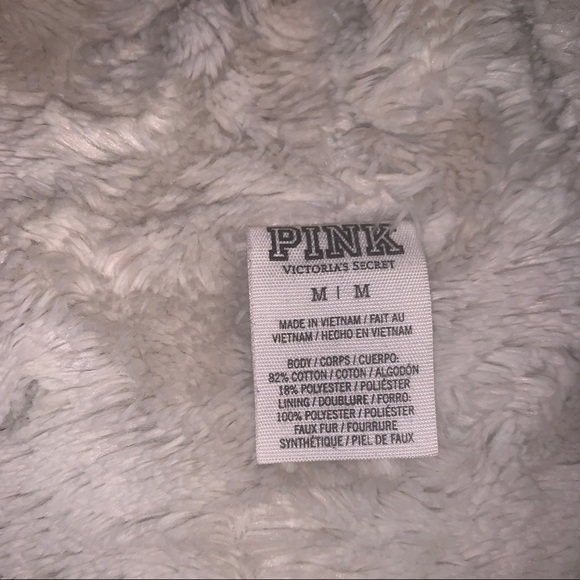 PINK
VICTORIA'S SECRET
M | M
MADE IN VIETNAM / FAIT AU
VIETNAM / HECHO EN VIETNAM
BODY / CORPS / CUERPO:
82% COTTON / COTON / ALGODÓN
18% POLYESTER / POLIÉSTER
LINING / DOUBLURE / FORRO:
100% POLYESTER / POLIÉSTER
FAUX FUR / FOURRURE
SYNTHÉTIQUE / PIEL DE FAUX